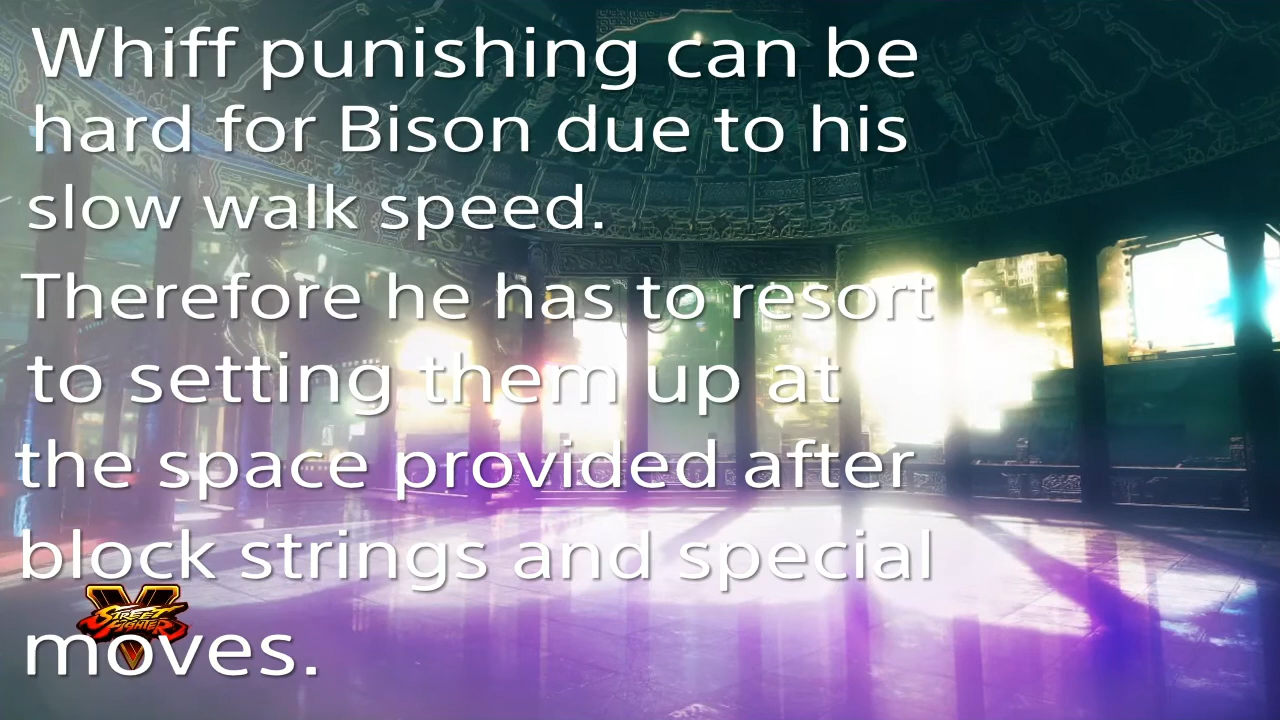 Whiff punishing can be
hard for Bison due to his
slow walk speed.
Therefore he has to resort
to setting them up at
the space provided after
block strings and special
STREET
FIGHTER
V
moves.